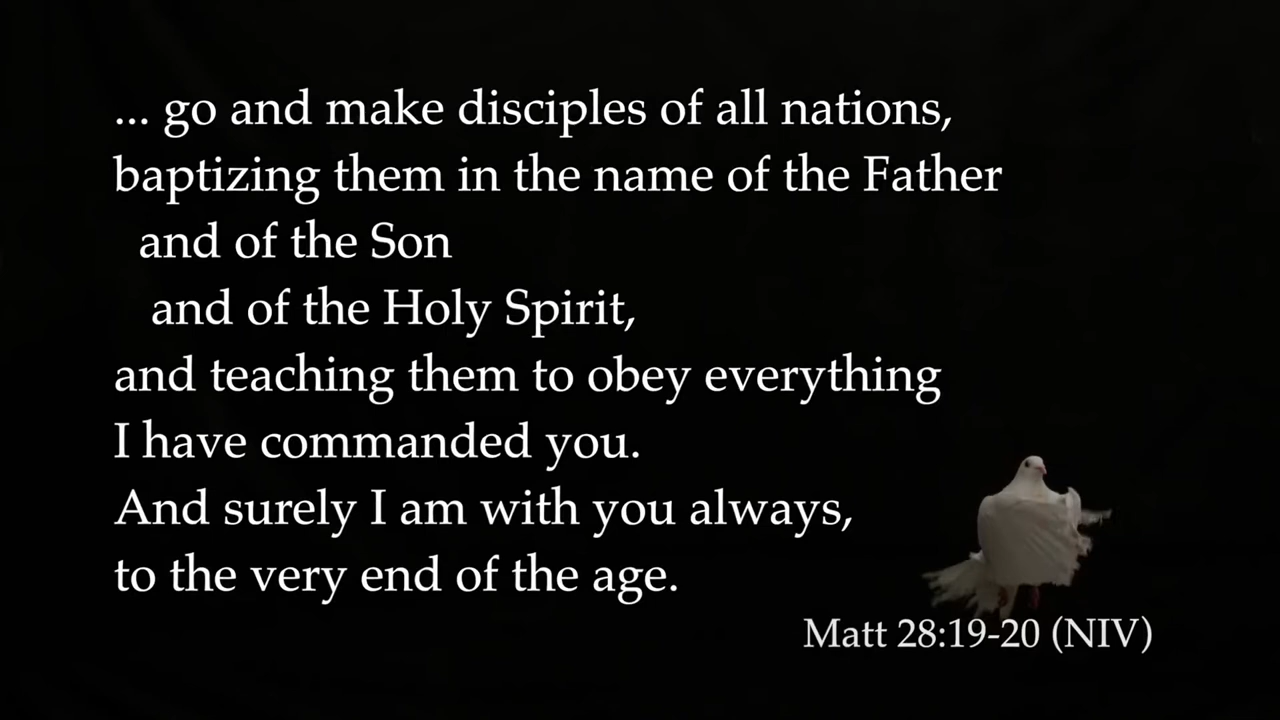 ... go and make disciples of all nations,
baptizing them in the name of the Father
and of the Son
and of the Holy Spirit,
and teaching them to obey everything
I have commanded you.
And surely I am with you always,
to the very end of the age.
Matt 28:19-20 (NIV)